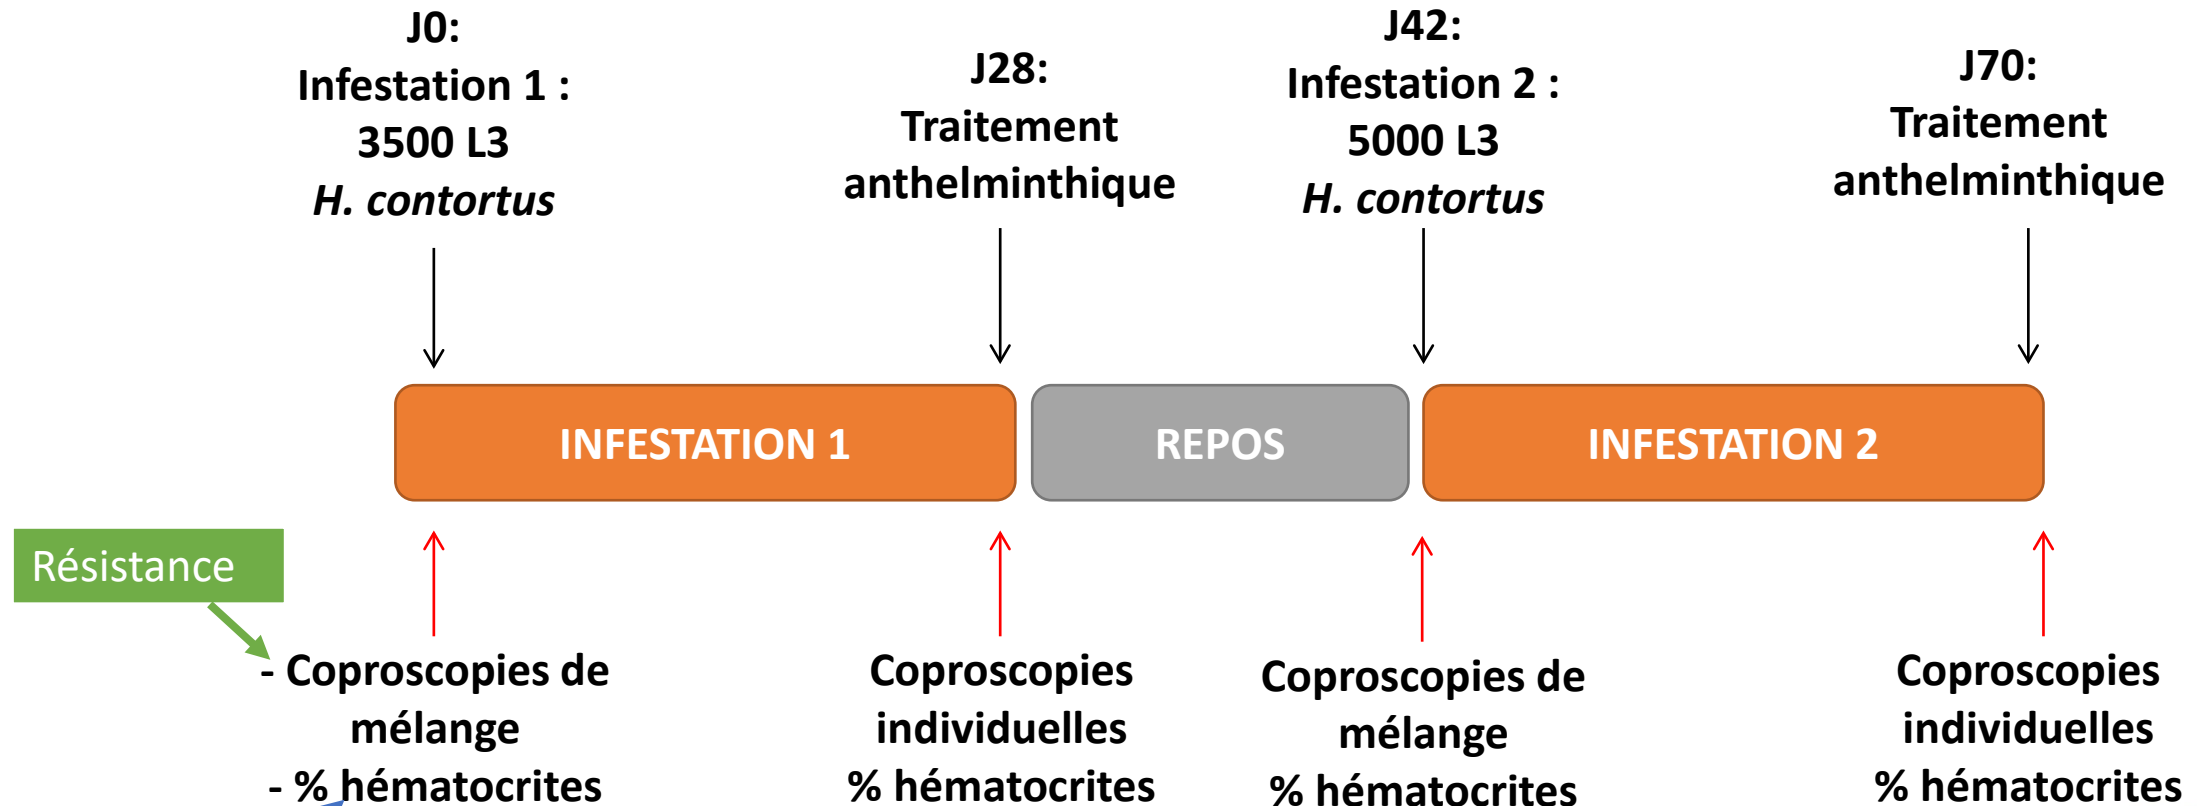 J0:
Infestation 1 :
3500 L3
H. contortus
J28:
Traitement
anthelminthique
J42:
Infestation 2 :
5000 L3
H. contortus
J70:
Traitement
anthelminthique
INFESTATION 1
REPOS
INFESTATION 2
Résistance
- Coproscopies de
mélange
- % hématocrites
Coproscopies
individuelles
% hématocrites
Coproscopies de
mélange
% hématocrites
Coproscopies
individuelles
% hématocrites